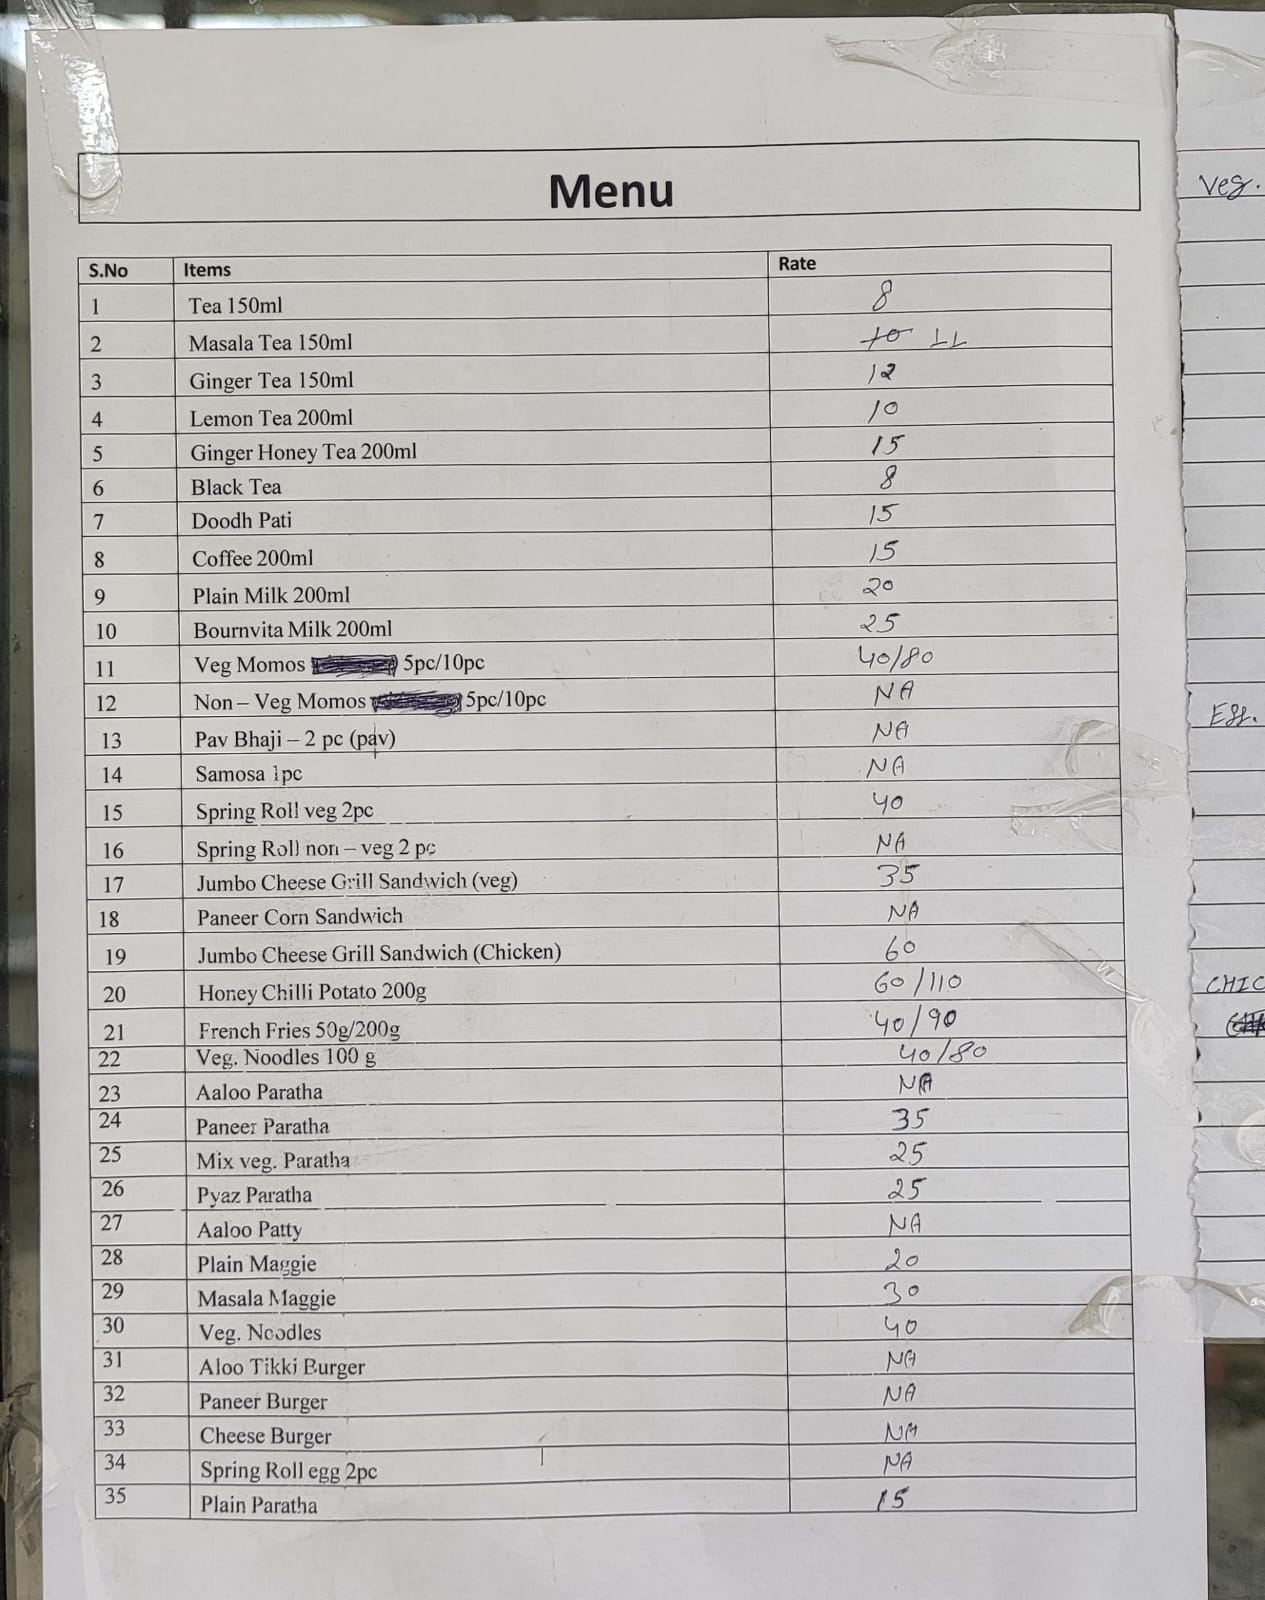 Menu
S.No Items Rate
1 Tea 150ml 8
2 Masala Tea 150ml 10 11
3 Ginger Tea 150ml 12
4 Lemon Tea 200ml 10
5 Ginger Honey Tea 200ml 15
6 Black Tea 8
7 Doodh Pati 15
8 Coffee 200ml 15
9 Plain Milk 200ml 20
10 Bournvita Milk 200ml 25
11 Veg Momos 5pc/10pc 40/80
12 Non – Veg Momos 5pc/10pc NA
13 Pav Bhaji – 2 pc (pav) NA
14 Samosa 1pc NA
15 Spring Roll veg 2pc 40
16 Spring Roll non – veg 2 pc NA
17 Jumbo Cheese Grill Sandwich (veg) 35
18 Paneer Corn Sandwich NA
19 Jumbo Cheese Grill Sandwich (Chicken) 60
20 Honey Chilli Potato 200g 60/110
21 French Fries 50g/200g 40/90
22 Veg. Noodles 100 g 40/80
23 Aaloo Paratha NA
24 Paneer Paratha 35
25 Mix veg. Paratha 25
26 Pyaz Paratha 25
27 Aaloo Patty NA
28 Plain Maggie 20
29 Masala Maggie 30
30 Veg. Noodles 40
31 Aloo Tikki Burger NA
32 Paneer Burger NA
33 Cheese Burger NA
34 Spring Roll egg 2pc NA
35 Plain Paratha 15
Veg.
Egg.
CHIC